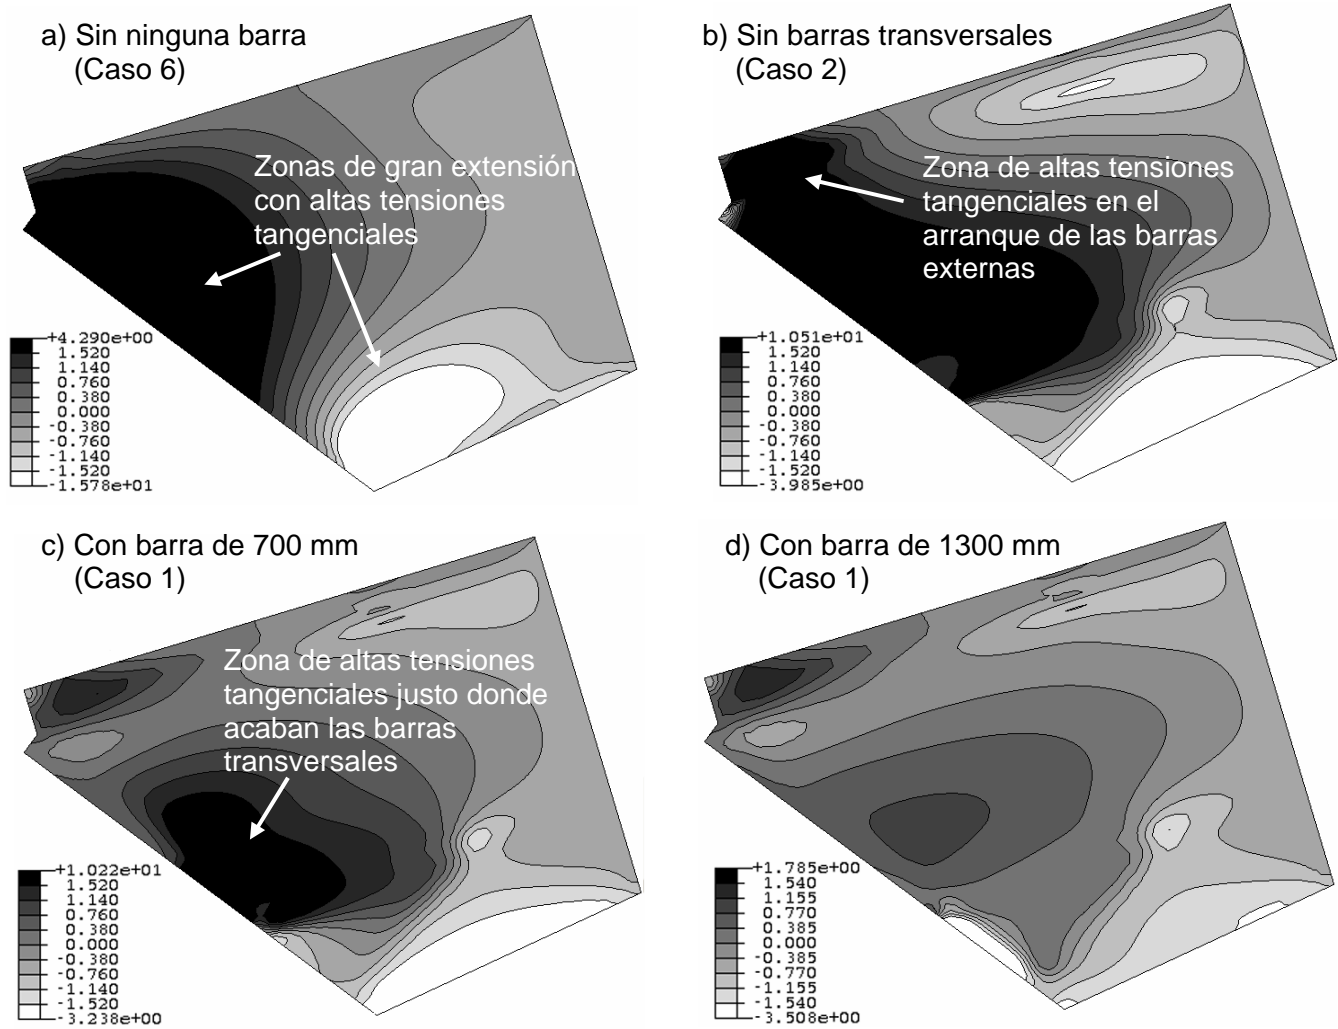 a) Sin ninguna barra
(Caso 6)
Zonas de gran extensión
con altas tensiones
tangenciales
+4.290e+00
1.520
1.140
0.760
0.380
0.000
-0.380
-0.760
-1.140
-1.520
-1.578e+01
b) Sin barras transversales
(Caso 2)
Zona de altas tensiones
tangenciales en el
arranque de las barras
externas
+1.051e+01
1.520
1.140
0.760
0.380
0.000
-0.380
-0.760
-1.140
-1.520
-3.985e+00
c) Con barra de 700 mm
(Caso 1)
Zona de altas tensiones
tangenciales justo donde
acaban las barras
transversales
+1.022e+01
1.520
1.140
0.760
0.380
0.000
-0.380
-0.760
-1.140
-1.520
-3.238e+00
d) Con barra de 1300 mm
(Caso 1)
+1.785e+00
1.540
1.155
0.770
0.385
0.000
-0.385
-0.770
-1.155
-1.540
-3.508e+00